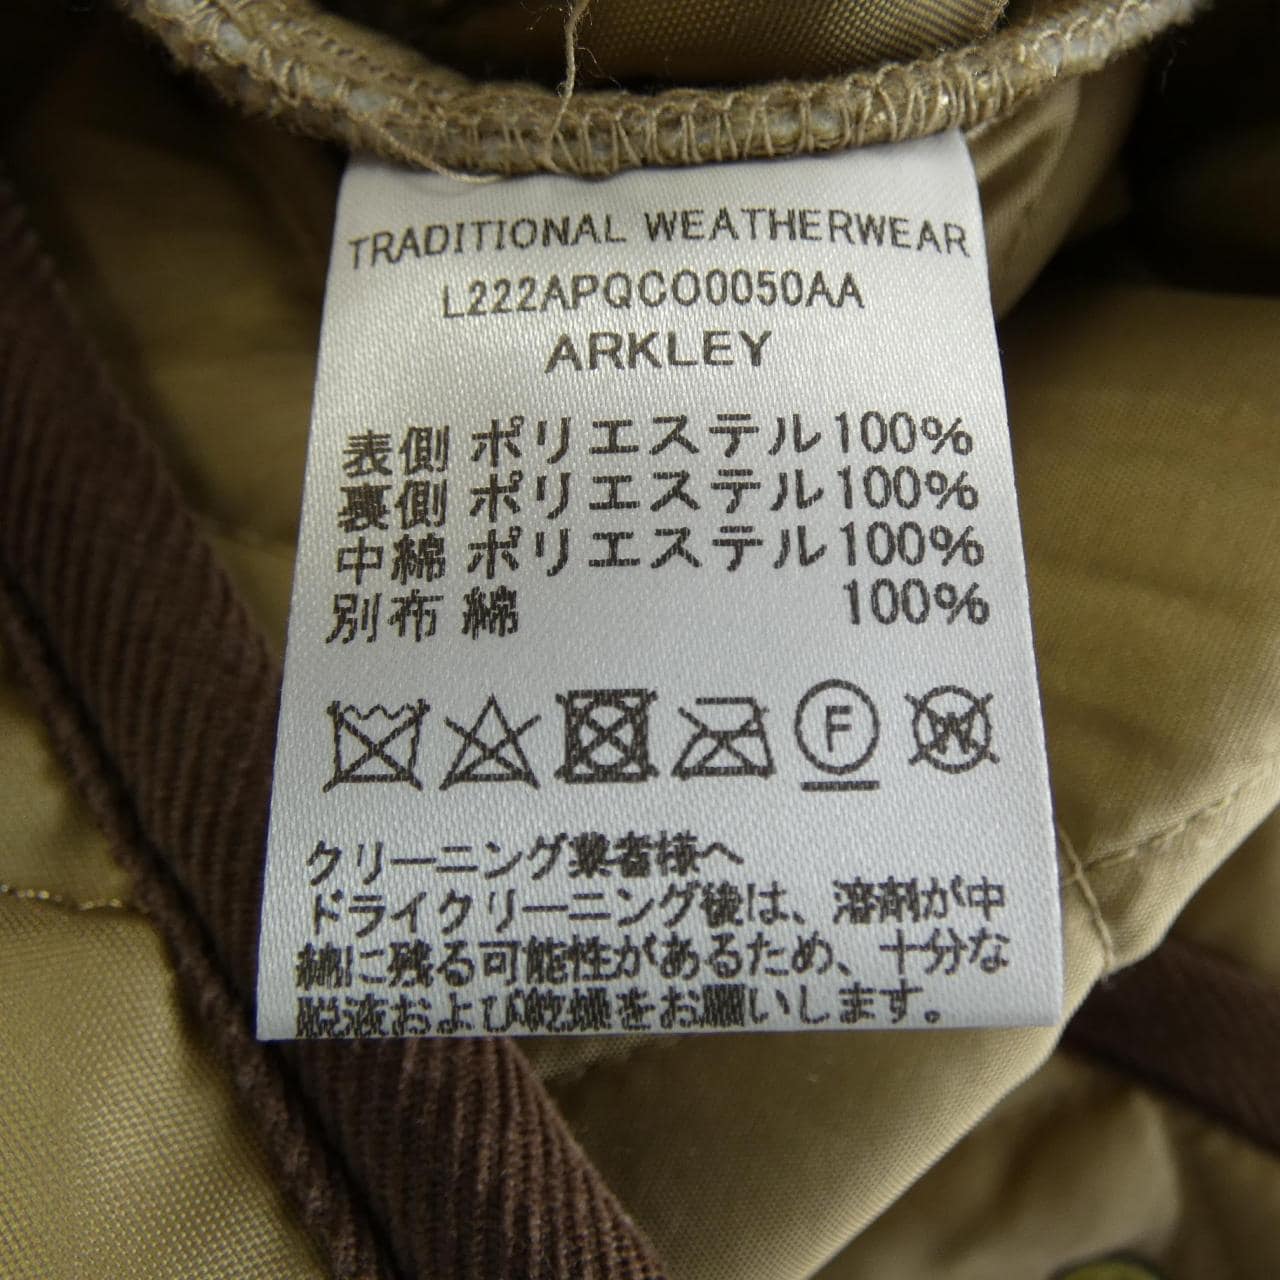 TRADITIONAL WEATHERWEAR
L222APQCO0050AA
ARKLEY
表側 ポリエステル100%
裏側 ポリエステル100%
中綿 ポリエステル100%
別布 綿 100%
F W
クリーニング業者様へ
ドライクリーニング後は、溶剤が中
綿に残る可能性があるため、十分な
脱液および乾燥をお願いします。